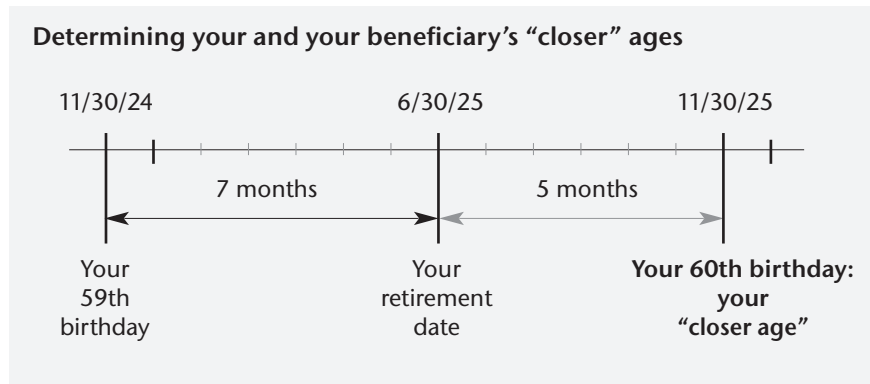 Determining your and your beneficiary’s “closer” ages
11/30/24
6/30/25
11/30/25
7 months
5 months
Your
59th
birthday
Your
retirement
date
Your 60th birthday:
your
“closer age”